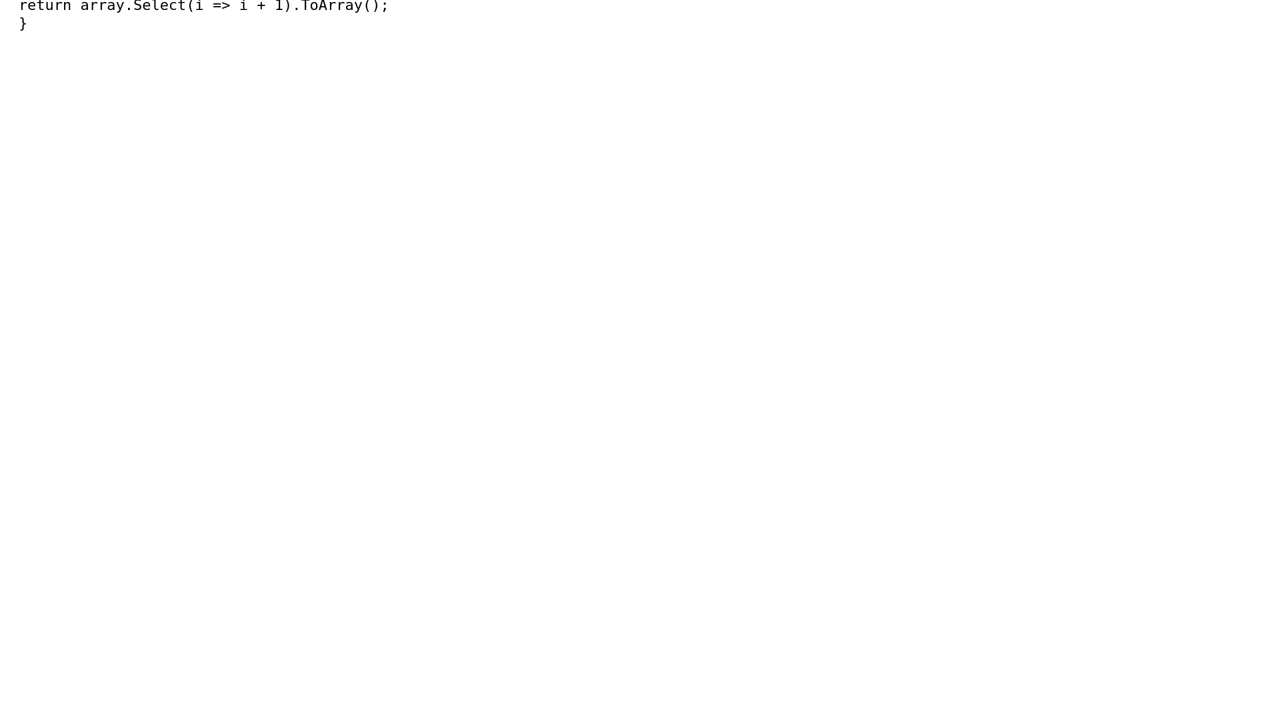 return array.Select(i => i + 1).ToArray();
}